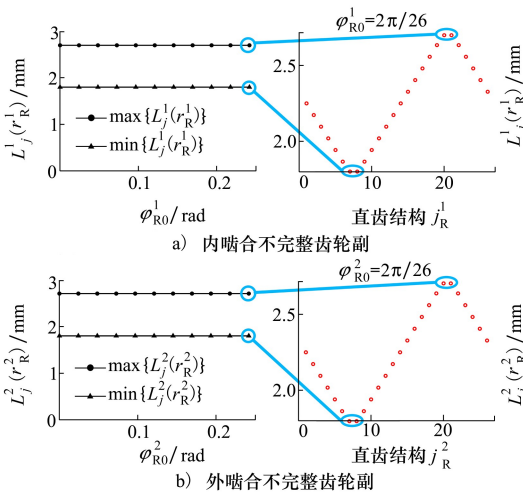 φ¹R0=2π/26
L¹j(r¹R)/mm
3
2
1
0
max{L¹j(r¹R)}
min{L¹j(r¹R)}
0.1 0.2
φ¹R0/rad
2.5
2.0
0 10 20
直齿结构 j¹R
L¹j(r¹R)/mm
a) 内啮合不完整齿轮副
φ²R0=2π/26
L²j(r²R)/mm
3
2
1
0
max{L²j(r²R)}
min{L²j(r²R)}
0.1 0.2
φ²R0/rad
2.5
2.0
0 10 20
直齿结构 j²R
L²j(r²R)/mm
b) 外啮合不完整齿轮副